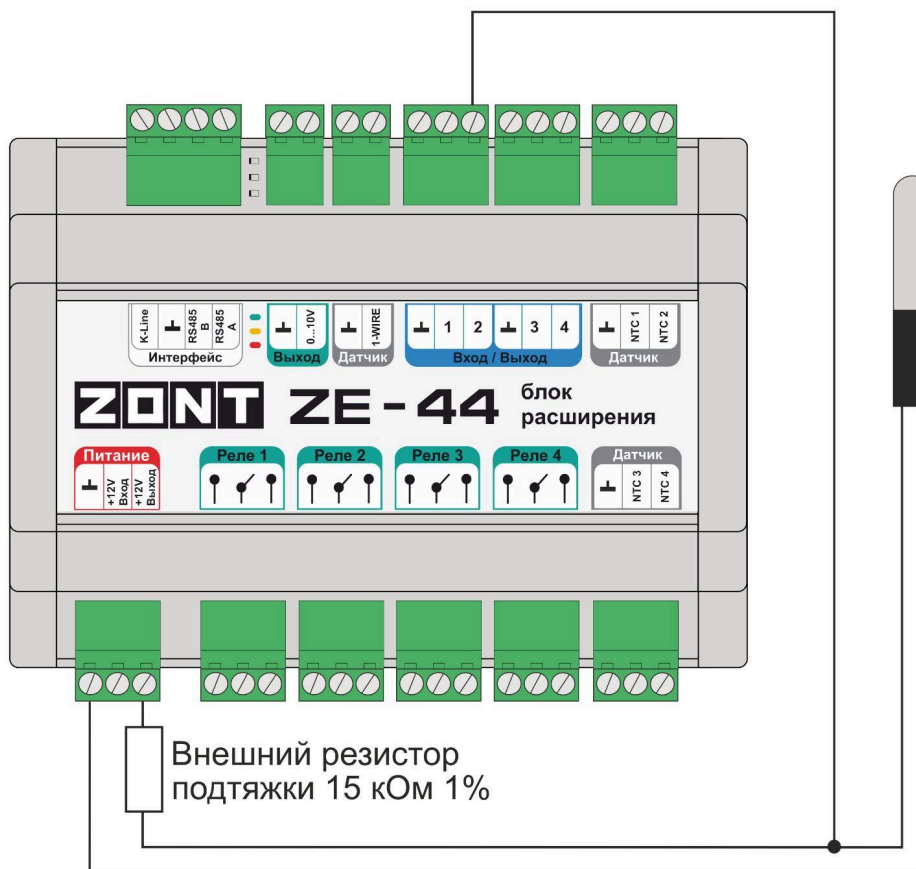 K-Line
RS485 B
RS485 A
Интерфейс
0...10V
Выход
1-WIRE
Датчик
1 2 3 4
Вход / Выход
NTC 1
NTC 2
Датчик
ZONT ZE-44 блок
расширения
Питание
+12V Вход
+12V Выход
Реле 1
Реле 2
Реле 3
Реле 4
Датчик
NTC 3
NTC 4
Внешний резистор
подтяжки 15 кОм 1%